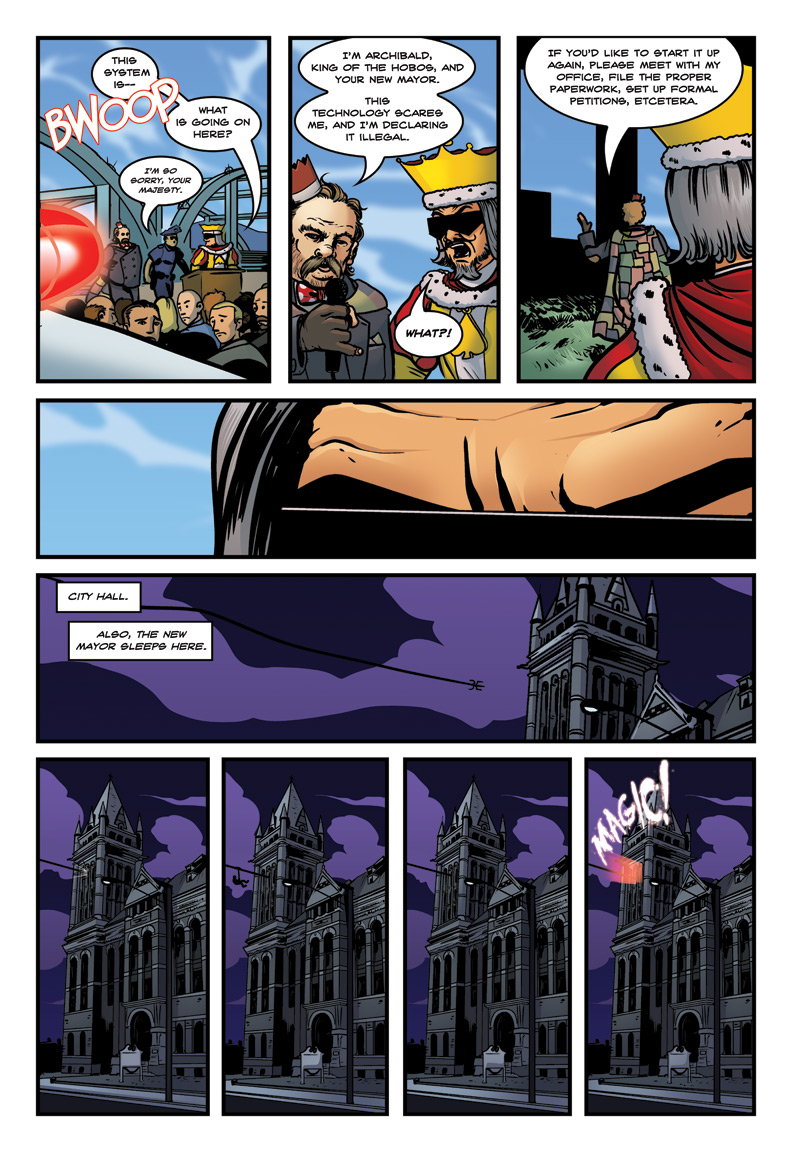 THIS
SYSTEM
IS--
BWOOP
WHAT
IS GOING ON
HERE?
I'M SO
SORRY, YOUR
MAJESTY.
I'M ARCHIBALD,
KING OF THE HOBOS, AND
YOUR NEW MAYOR.
THIS
TECHNOLOGY SCARES
ME, AND I'M DECLARING
IT ILLEGAL.
WHAT?!
IF YOU'D LIKE TO START IT UP
AGAIN, PLEASE MEET WITH MY
OFFICE, FILE THE PROPER
PAPERWORK, SET UP FORMAL
PETITIONS, ETCETERA.
CITY HALL.
ALSO, THE NEW
MAYOR SLEEPS HERE.
MAGIC!